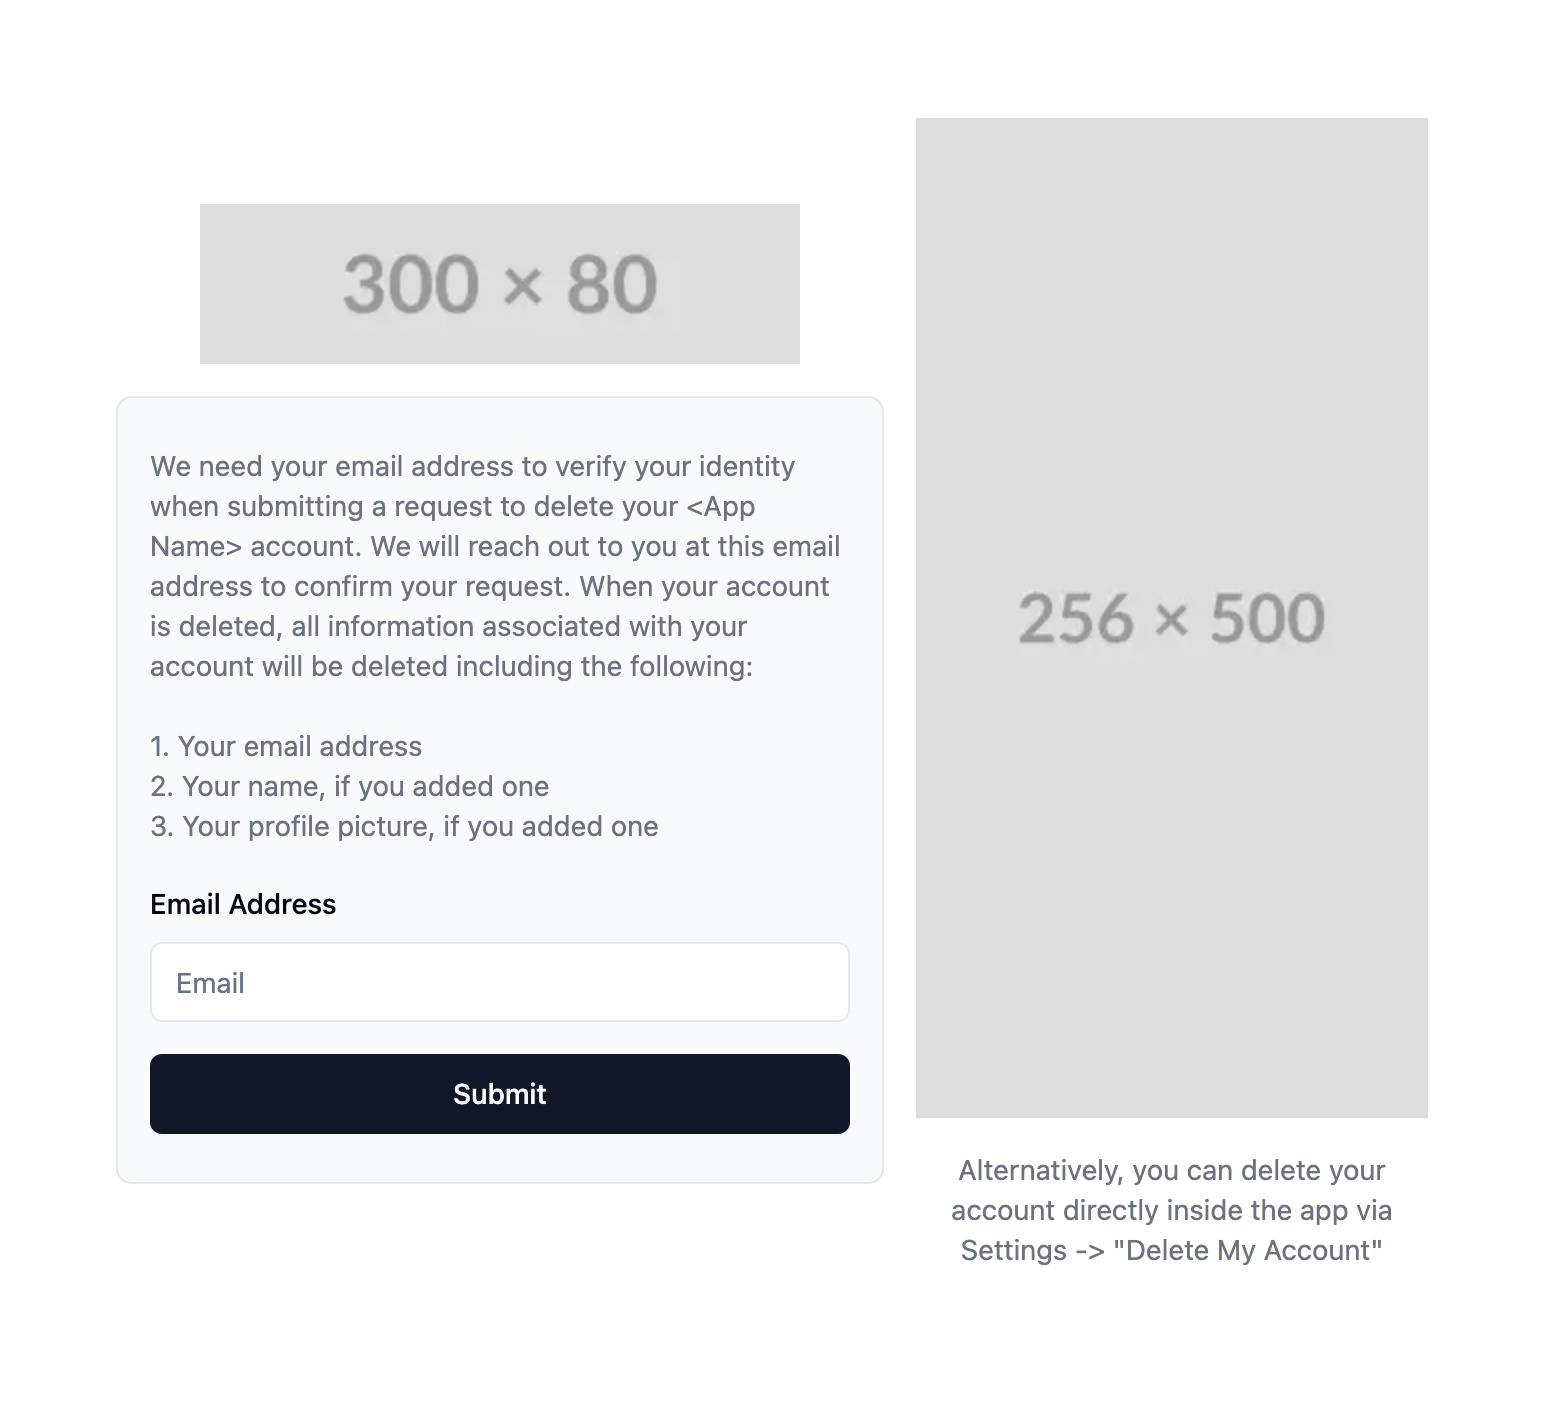 300 × 80
We need your email address to verify your identity
when submitting a request to delete your <App
Name> account. We will reach out to you at this email
address to confirm your request. When your account
is deleted, all information associated with your
account will be deleted including the following:
1. Your email address
2. Your name, if you added one
3. Your profile picture, if you added one
Email Address
Email
Submit
256 × 500
Alternatively, you can delete your
account directly inside the app via
Settings -> "Delete My Account"